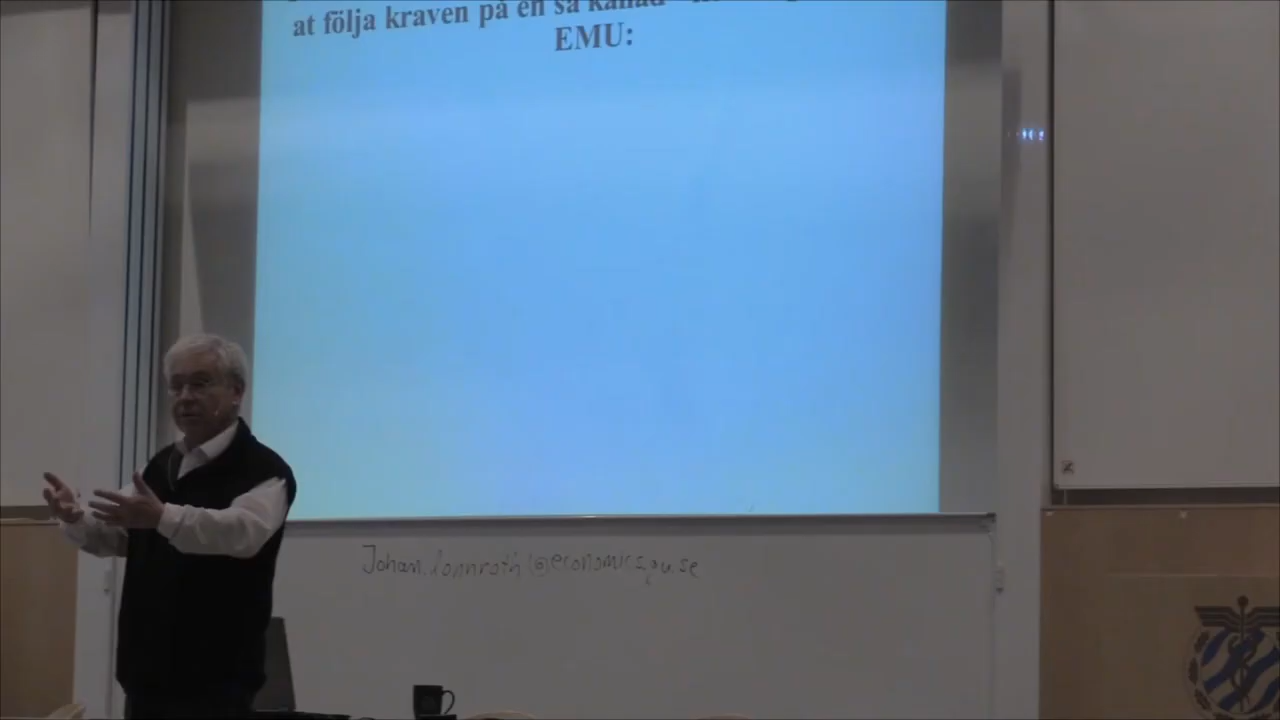 at följa kraven på en så kallad
EMU:
Johan.lonnroth@economics.gu.se